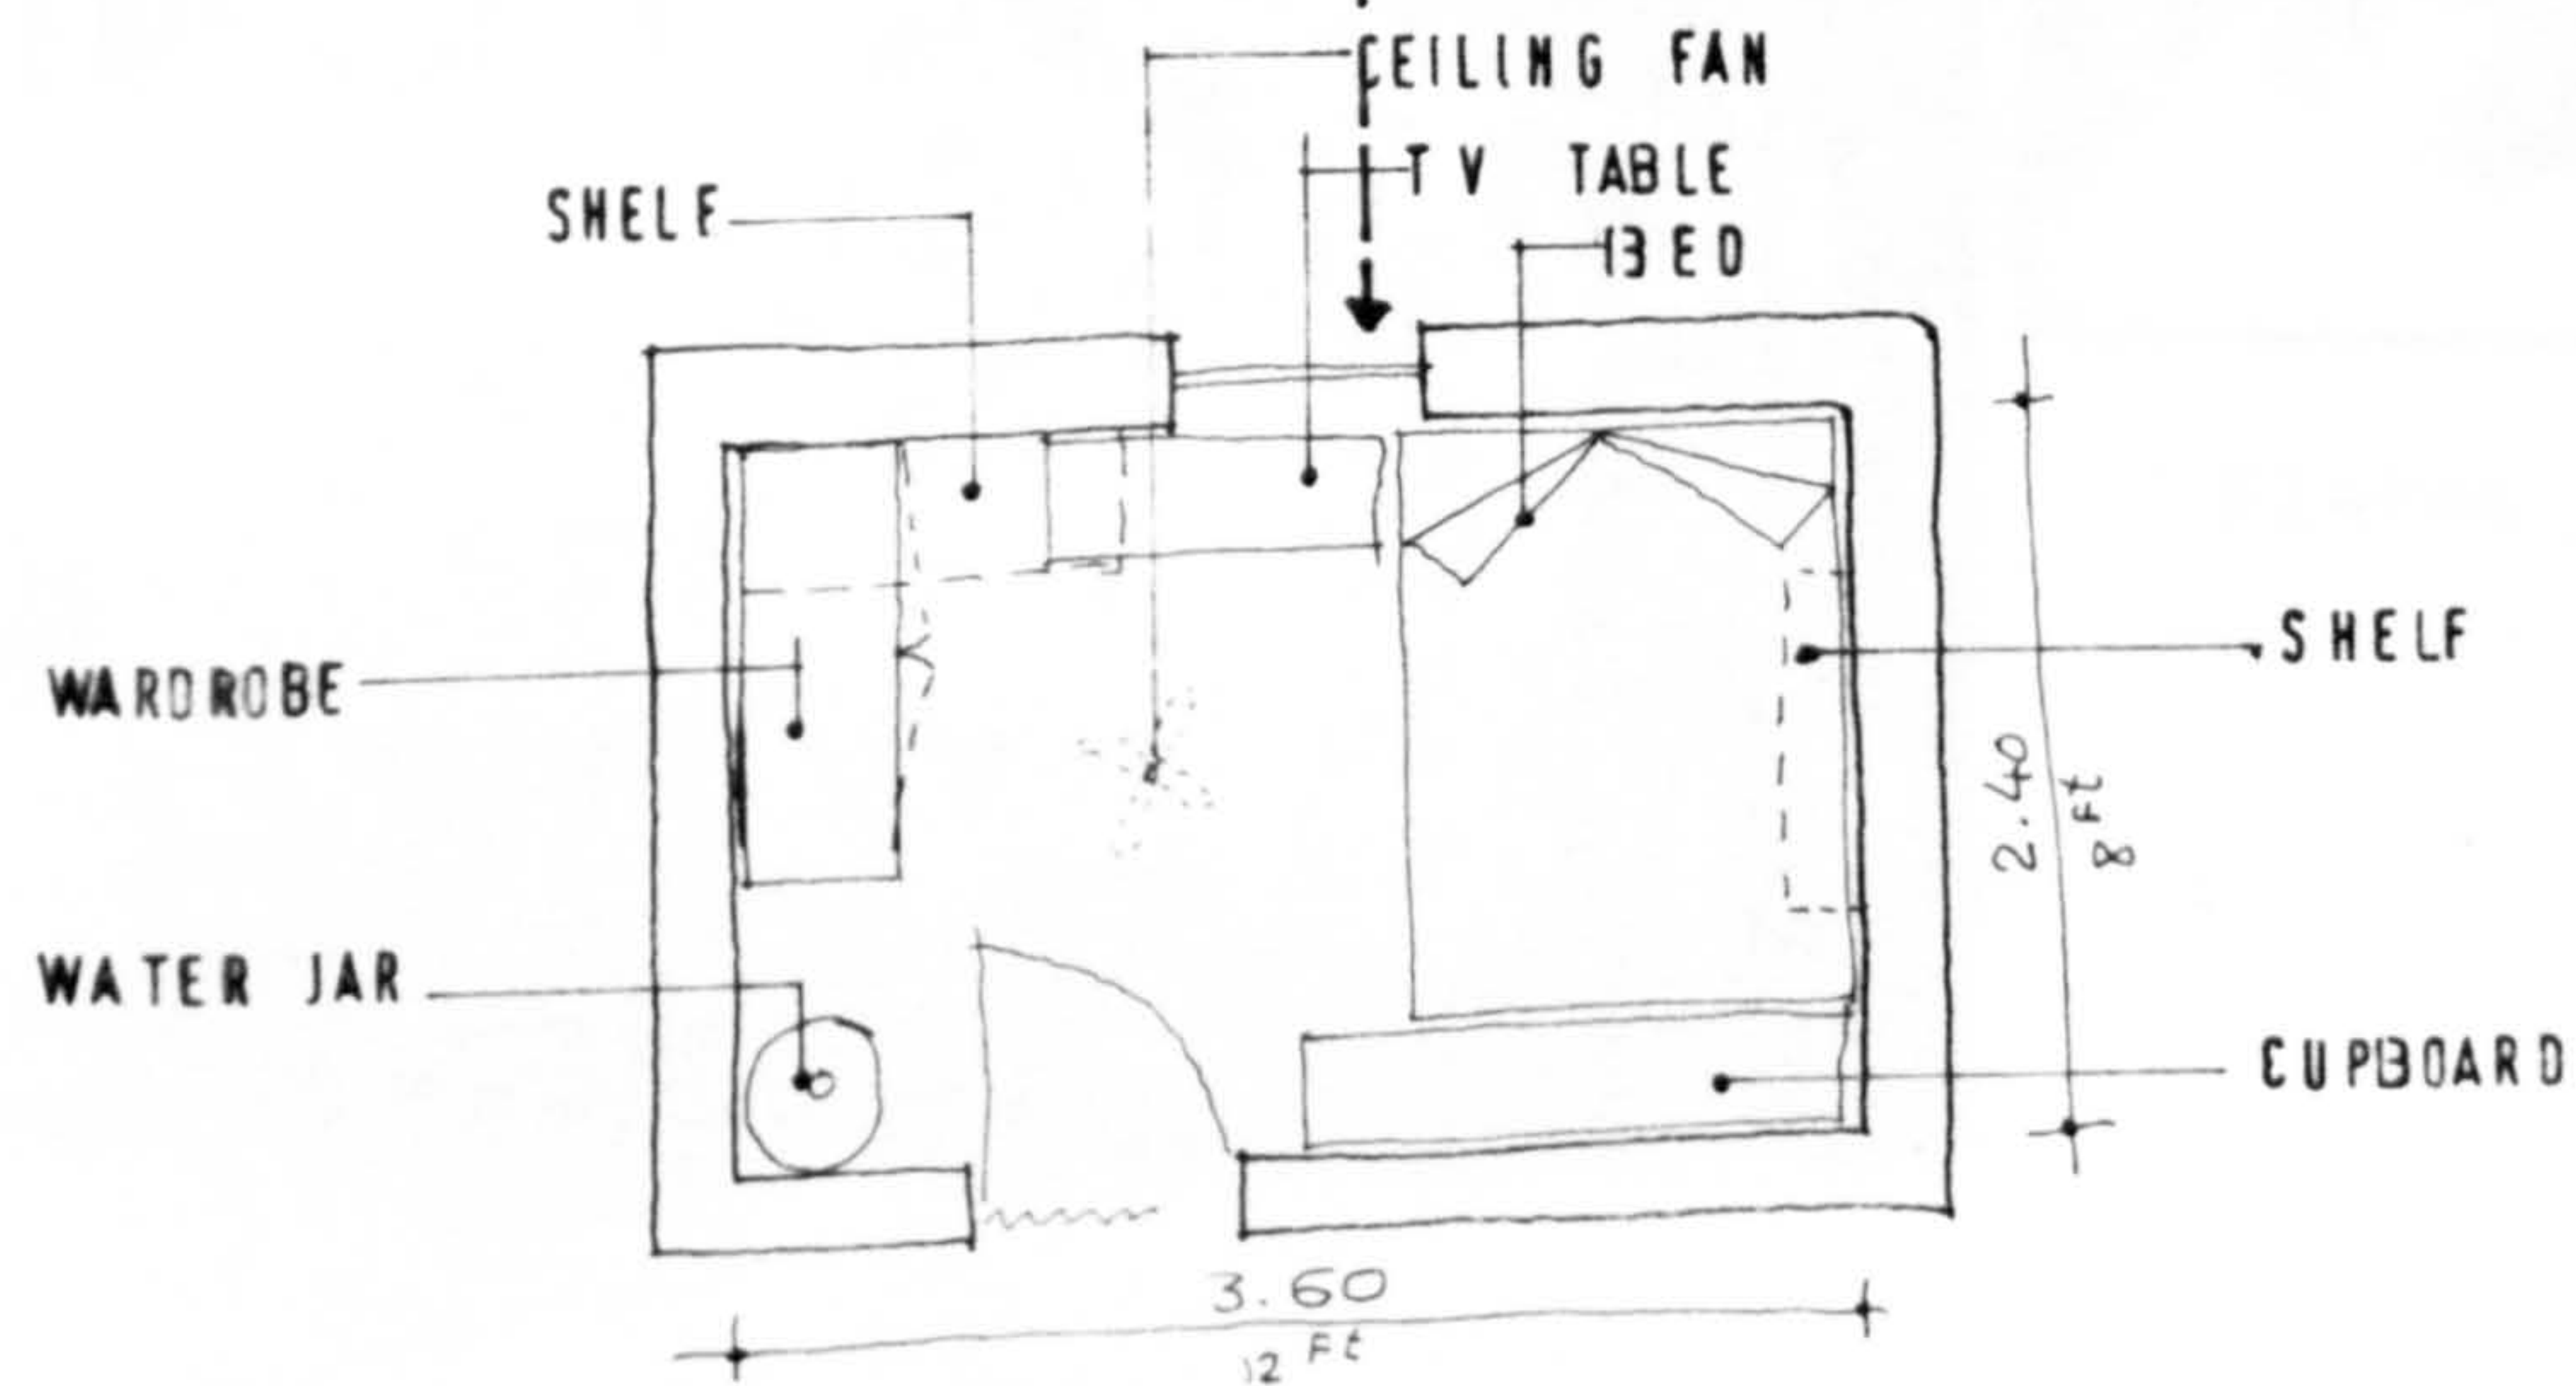 CEILING FAN
TV TABLE
SHELF
BED
WARDROBE
SHELF
2.40
8 Ft
WATER JAR
CUPBOARD
3.60
12 Ft